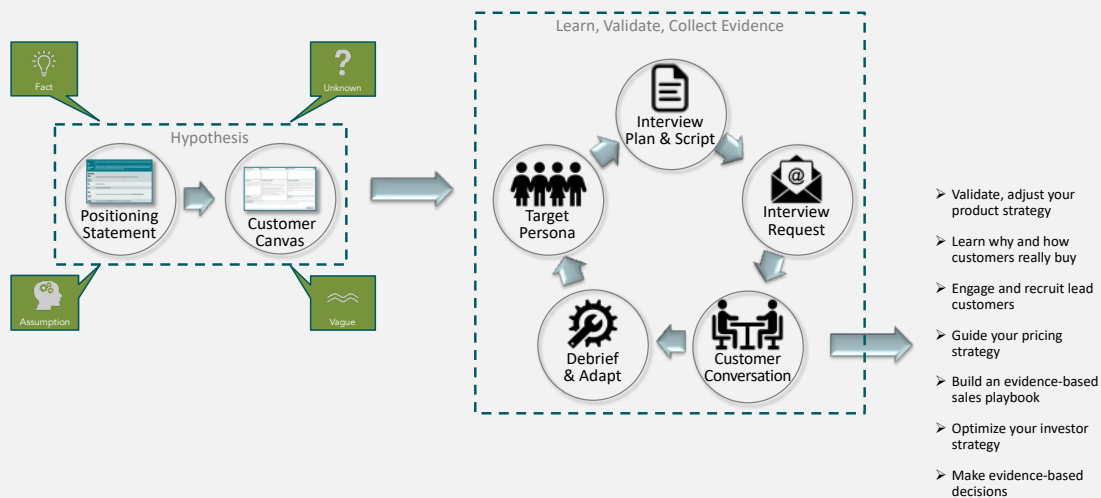 Learn, Validate, Collect Evidence
Fact
?
Unknown
Hypothesis
Positioning
Statement
Customer
Canvas
Assumption
Vague
Interview
Plan & Script
Target
Persona
@
Interview
Request
Debrief
& Adapt
Customer
Conversation
➢ Validate, adjust your
product strategy
➢ Learn why and how
customers really buy
➢ Engage and recruit lead
customers
➢ Guide your pricing
strategy
➢ Build an evidence-based
sales playbook
➢ Optimize your investor
strategy
➢ Make evidence-based
decisions